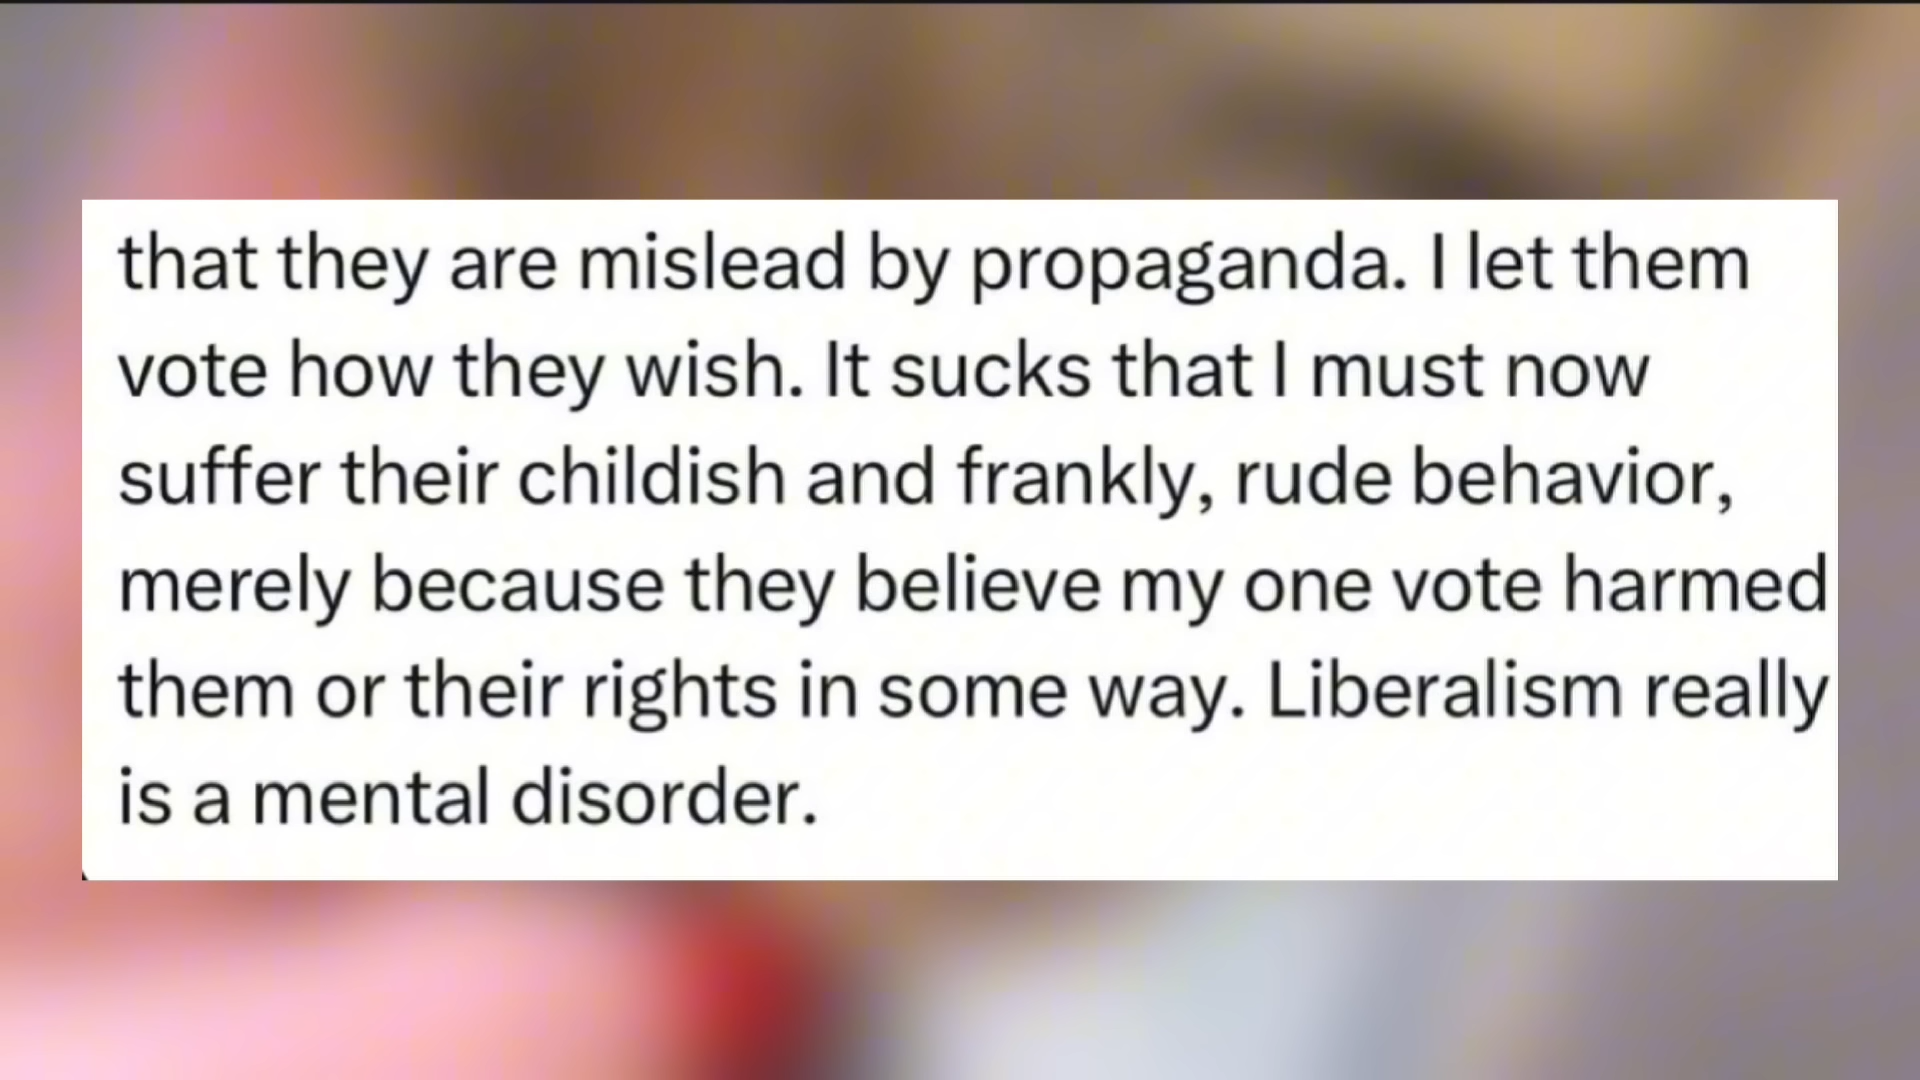 that they are mislead by propaganda. I let them
vote how they wish. It sucks that I must now
suffer their childish and frankly, rude behavior,
merely because they believe my one vote harmed
them or their rights in some way. Liberalism really
is a mental disorder.